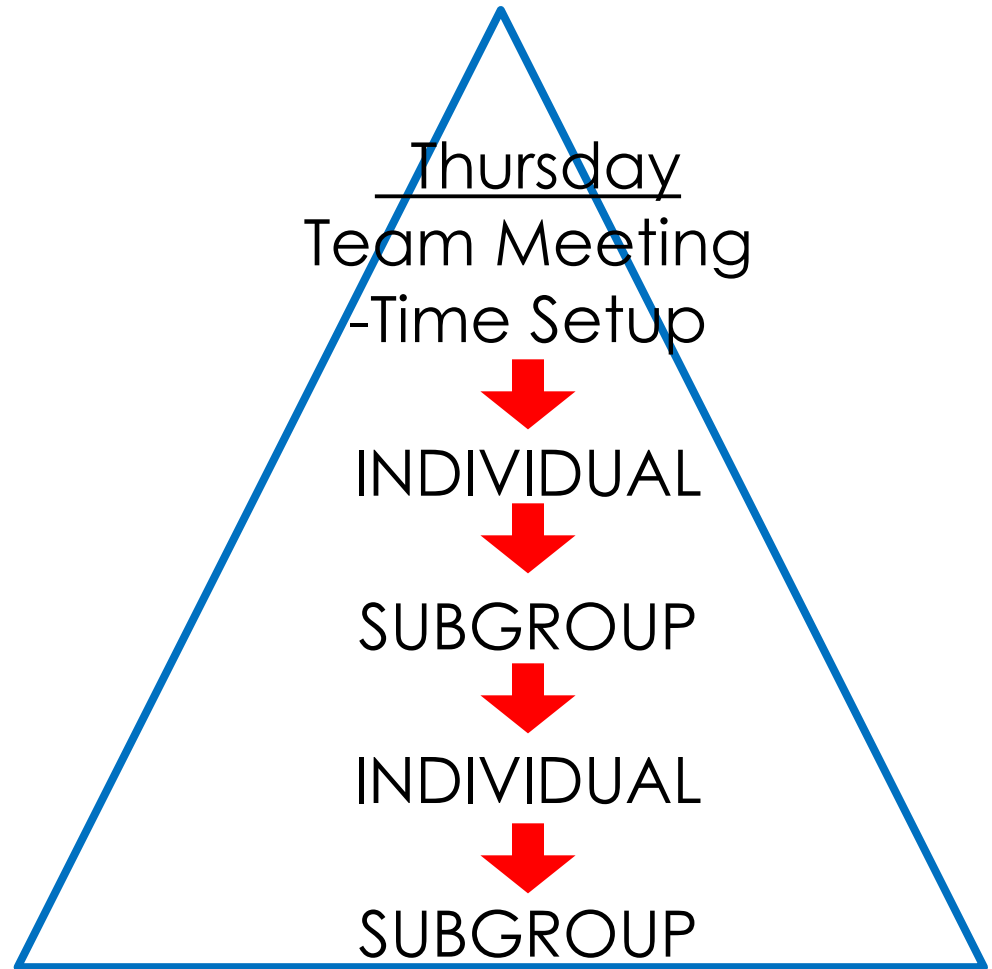 Thursday
Team Meeting
-Time Setup
INDIVIDUAL
SUBGROUP
INDIVIDUAL
SUBGROUP